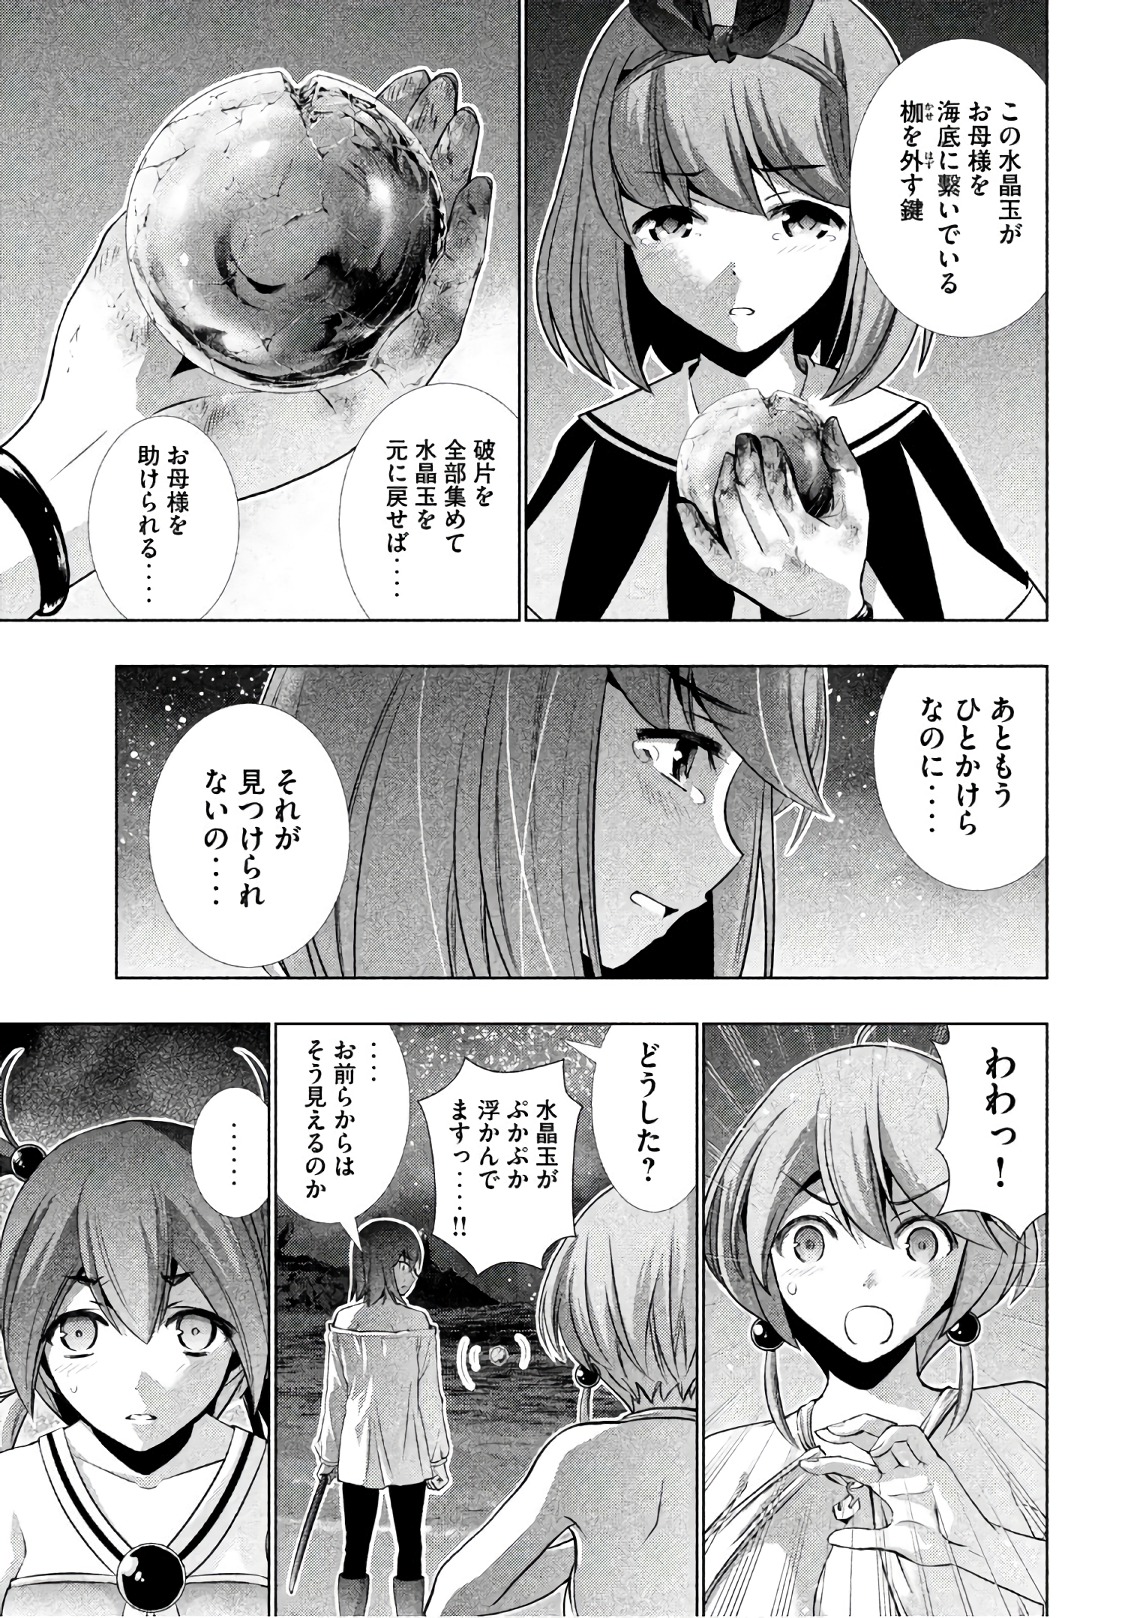 この水晶玉が
お母様を
海底に繋いでいる
枷を外す鍵
かせ
はず
破片を
全部集めて
水晶玉を
元に戻せば‥‥
お母様を
助けられる‥‥
あともう
ひとかけら
なのに‥‥
それが
見つけられ
ないの‥‥
わわっ！
どうした？
水晶玉が
ぷかぷか
浮かんで
ますっ‥‥!!
‥‥
お前らからは
そう見えるのか
‥‥‥